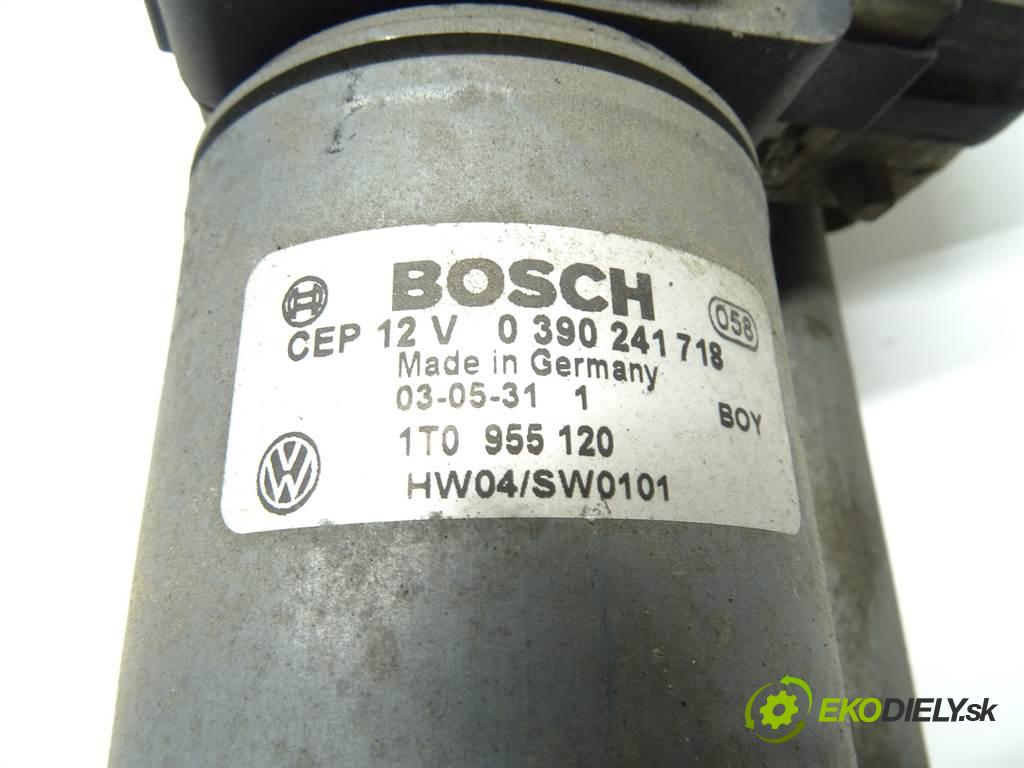 BOSCH
058
CEP 12 V 0 390 241 718
Made in Germany
03-05-31 1
BOY
1T0 955 120
HW04/SW0101
EKODIELY.sk